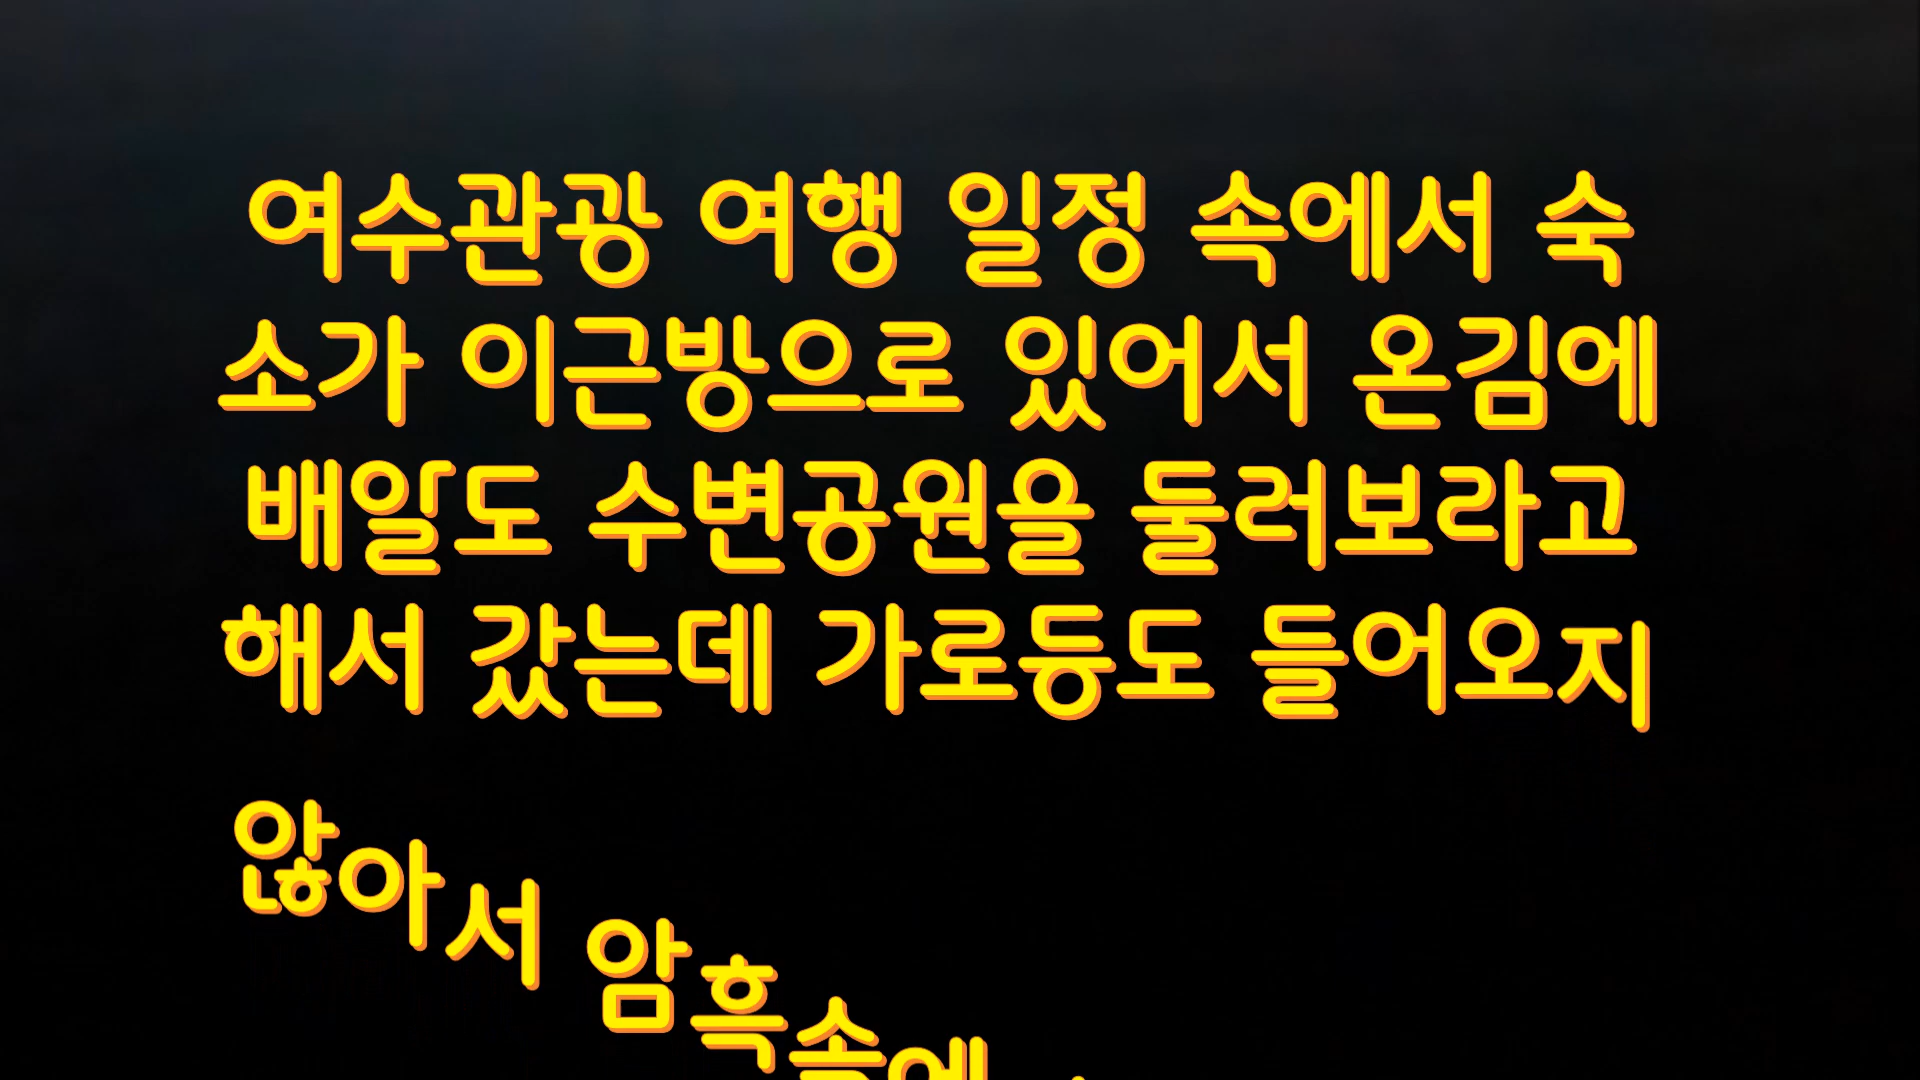 여수관광 여행 일정 속에서 숙
소가 이근방으로 있어서 온김에
배알도 수변공원을 둘러보라고
해서 갔는데 가로등도 들어오지
않아서 암흑속에